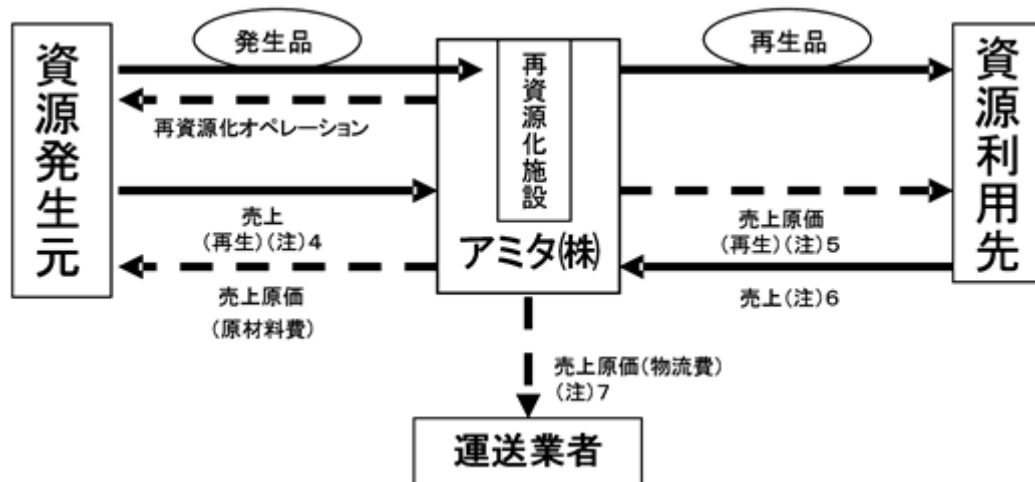 資源発生元
発生品
再資源化オペレーション
売上
(再生)(注)4
売上原価
(原材料費)
再資源化施設
アミタ㈱
再生品
売上原価
(再生)(注)5
売上(注)6
資源利用先
売上原価(物流費)
(注)7
運送業者